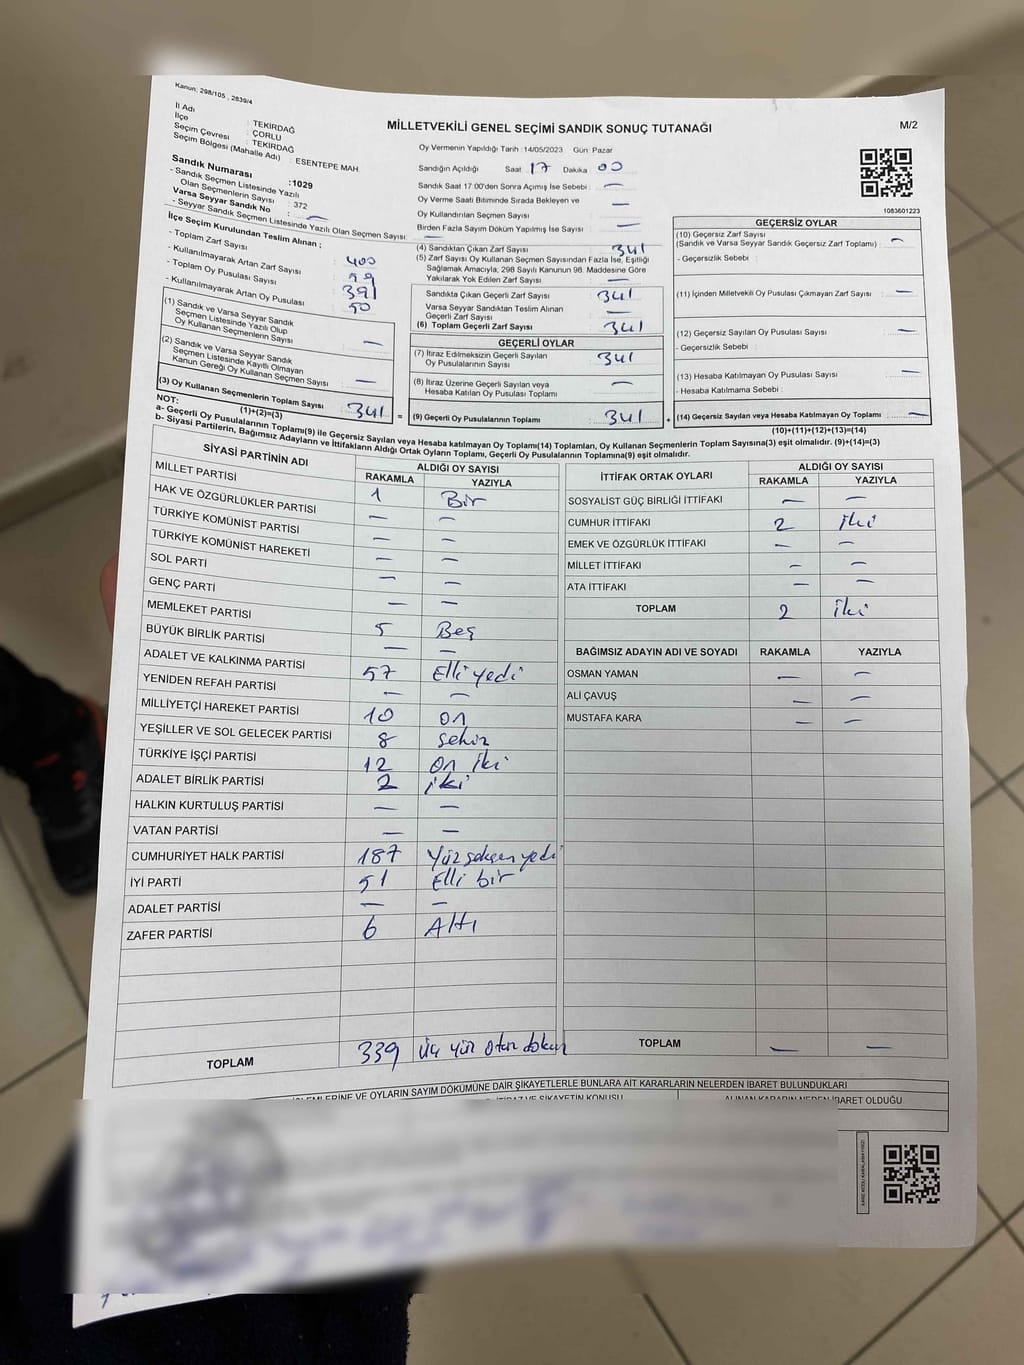 Kanun: 298/105 , 2839/4
İl Adı : TEKİRDAĞ
İlçe : ÇORLU
Seçim Çevresi : TEKİRDAĞ
Seçim Bölgesi (Mahalle Adı) : ESENTEPE MAH.
Sandık Numarası :1029
- Sandık Seçmen Listesinde Yazılı
Olan Seçmenlerin Sayısı : 372
Varsa Seyyar Sandık No : —
- Seyyar Sandık Seçmen Listesinde Yazılı Olan Seçmen Sayısı: —
İlçe Seçim Kurulundan Teslim Alınan ;
- Toplam Zarf Sayısı : 400
- Kullanılmayarak Artan Zarf Sayısı : 59
- Toplam Oy Pusulası Sayısı : 391
- Kullanılmayarak Artan Oy Pusulası : 50
(1) Sandık ve Varsa Seyyar Sandık
Seçmen Listesinde Yazılı Olup
Oy Kullanan Seçmenlerin Sayısı : —
(2) Sandık ve Varsa Seyyar Sandık
Seçmen Listesinde Kayıtlı Olmayan
Kanun Gereği Oy Kullanan Seçmen Sayısı : —
(3) Oy Kullanan Seçmenlerin Toplam Sayısı : 341 =
(1)+(2)=(3)
MİLLETVEKİLİ GENEL SEÇİMİ SANDIK SONUÇ TUTANAĞI
M/2
Oy Vermenin Yapıldığı Tarih :14/05/2023 Gün: Pazar
Sandığın Açıldığı Saat 17 Dakika 00
Sandık Saat 17:00'den Sonra Açımış İse Sebebi : —
Oy Verme Saati Bitiminde Sırada Bekleyen ve
Oy Kullandırılan Seçmen Sayısı —
Birden Fazla Sayım Döküm Yapılmış İse Sayısı : —
(4) Sandıktan Çıkan Zarf Sayısı : 341
(5) Zarf Sayısı Oy Kullanan Seçmen Sayısından Fazla İse, Eşitliği
Sağlamak Amacıyla, 298 Sayılı Kanunun 98. Maddesine Göre
Yakılarak Yok Edilen Zarf Sayısı : —
Sandıkta Çıkan Geçerli Zarf Sayısı : 341
Varsa Seyyar Sandıktan Teslim Alınan
Geçerli Zarf Sayısı : —
(6) Toplam Geçerli Zarf Sayısı : 341
GEÇERLİ OYLAR
(7) İtiraz Edilmeksizin Geçerli Sayılan
Oy Pusulalarının Sayısı : 341
(8) İtiraz Üzerine Geçerli Sayılan veya
Hesaba Katılan Oy Pusulası Toplamı : —
(9) Geçerli Oy Pusulalarının Toplamı : 341 +
1083601223
GEÇERSİZ OYLAR
(10) Geçersiz Zarf Sayısı
(Sandık ve Varsa Seyyar Sandık Geçersiz Zarf Toplamı) : —
- Geçersizlik Sebebi :
(11) İçinden Milletvekili Oy Pusulası Çıkmayan Zarf Sayısı : —
(12) Geçersiz Sayılan Oy Pusulası Sayısı : —
- Geçersizlik Sebebi :
(13) Hesaba Katılmayan Oy Pusulası Sayısı : —
- Hesaba Katılmama Sebebi :
(14) Geçersiz Sayılan veya Hesaba Katılmayan Oy Toplamı : —
(10)+(11)+(12)+(13)=(14)
NOT:
a- Geçerli Oy Pusulalarının Toplamı(9) ile Geçersiz Sayılan veya Hesaba katılmayan Oy Toplamı(14) Toplamları, Oy Kullanan Seçmenlerin Toplam Sayısına(3) eşit olmalıdır. (9)+(14)=(3)
b- Siyasi Partilerin, Bağımsız Adayların ve İttifakların Aldığı Ortak Oyların Toplamı, Geçerli Oy Pusulalarının Toplamına(9) eşit olmalıdır.
SİYASİ PARTİNİN ADI ALDIĞI OY SAYISI
RAKAMLA YAZIYLA
MİLLET PARTİSİ 1 Bir
HAK VE ÖZGÜRLÜKLER PARTİSİ — —
TÜRKİYE KOMÜNİST PARTİSİ — —
TÜRKİYE KOMÜNİST HAREKETİ — —
SOL PARTİ — —
GENÇ PARTİ — —
MEMLEKET PARTİSİ 5 Beş
BÜYÜK BİRLİK PARTİSİ — —
ADALET VE KALKINMA PARTİSİ 57 Elli yedi
YENİDEN REFAH PARTİSİ — —
MİLLİYETÇİ HAREKET PARTİSİ 10 on
YEŞİLLER VE SOL GELECEK PARTİSİ 8 sekiz
TÜRKİYE İŞÇİ PARTİSİ 12 on iki
ADALET BİRLİK PARTİSİ 2 iki
HALKIN KURTULUŞ PARTİSİ — —
VATAN PARTİSİ — —
CUMHURİYET HALK PARTİSİ 187 Yüz seksen yedi
İYİ PARTİ 51 Elli bir
ADALET PARTİSİ — —
ZAFER PARTİSİ 6 Altı
TOPLAM 339 üç yüz otuz dokuz
İTTİFAK ORTAK OYLARI ALDIĞI OY SAYISI
RAKAMLA YAZIYLA
SOSYALİST GÜÇ BİRLİĞİ İTTİFAKI — —
CUMHUR İTTİFAKI 2 iki
EMEK VE ÖZGÜRLÜK İTTİFAKI — —
MİLLET İTTİFAKI — —
ATA İTTİFAKI — —
TOPLAM 2 iki
BAĞIMSIZ ADAYIN ADI VE SOYADI RAKAMLA YAZIYLA
OSMAN YAMAN — —
ALİ ÇAVUŞ — —
MUSTAFA KARA — —
TOPLAM — —
İŞLEMLERİNE VE OYLARIN SAYIM DÖKÜMÜNE DAİR ŞİKAYETLERLE BUNLARA AİT KARARLARIN NELERDEN İBARET BULUNDUKLARI
ŞİKAYETİN KONUSU ALINAN KARARIN NEDEN İBARET OLDUĞU